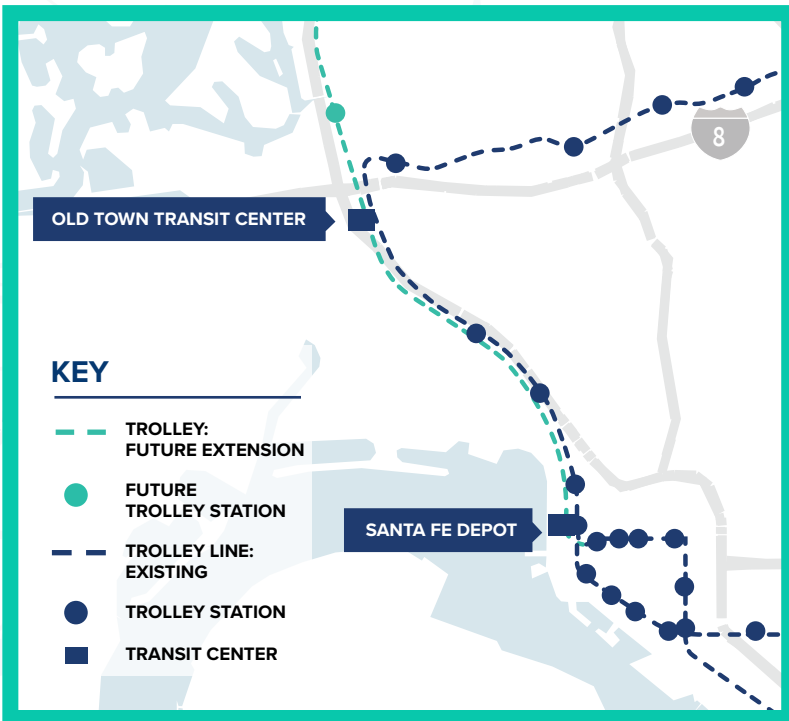 8
OLD TOWN TRANSIT CENTER
KEY
TROLLEY:
FUTURE EXTENSION
FUTURE
TROLLEY STATION
SANTA FE DEPOT
TROLLEY LINE:
EXISTING
TROLLEY STATION
TRANSIT CENTER